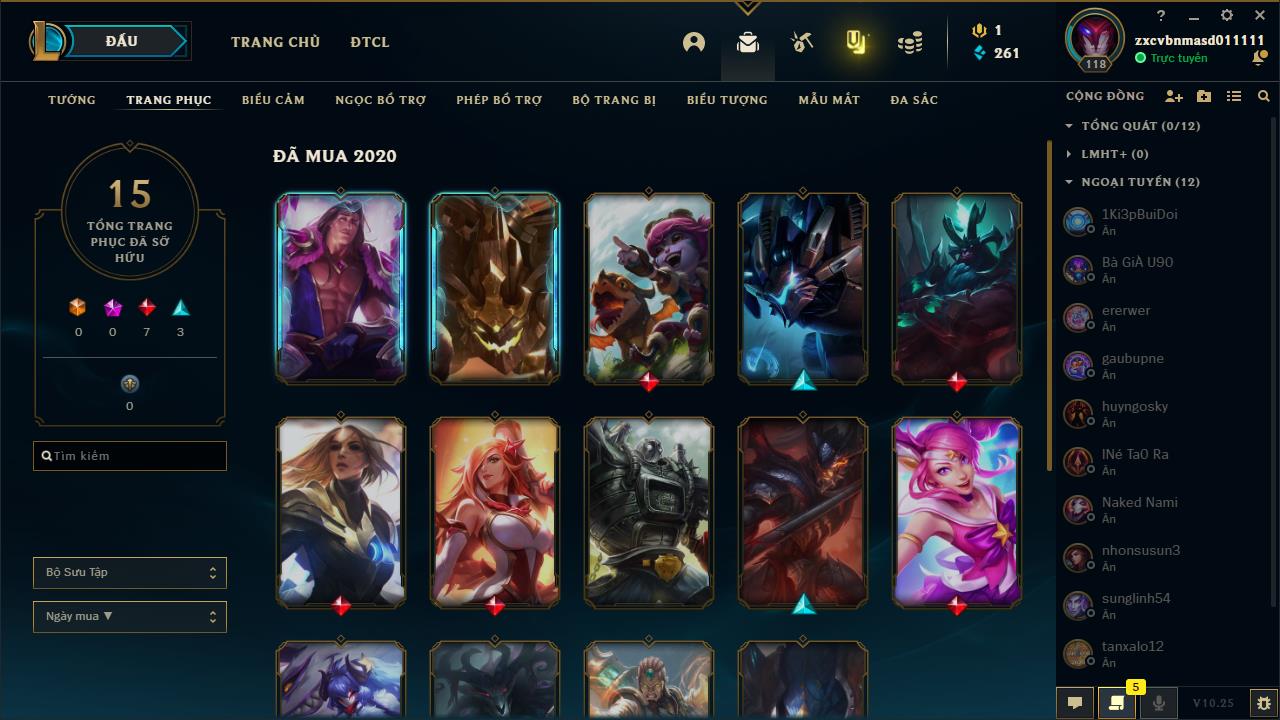 ĐẤU
TRANG CHỦ
ĐTCL
1
261
?
zxcvbnmasd011111
118
Trực tuyến
TƯỚNG
TRANG PHỤC
BIỂU CẢM
NGỌC BỔ TRỢ
PHÉP BỔ TRỢ
BỘ TRANG BỊ
BIỂU TƯỢNG
MẪU MẮT
ĐA SẮC
CỘNG ĐỒNG
TỔNG QUÁT (0/12)
LMHT+ (0)
NGOẠI TUYẾN (12)
15
TỔNG TRANG
PHỤC ĐÃ SỞ
HỮU
0
0
7
3
0
Tìm kiếm
Bộ Sưu Tập
Ngày mua ▼
ĐÃ MUA 2020
1Ki3pBuiDoi
Ẩn
Bà GiÀ U90
Ẩn
ererwer
Ẩn
gaubupne
Ẩn
huyngosky
Ẩn
lNé Ta0 Ra
Ẩn
Naked Nami
Ẩn
nhonsusun3
Ẩn
sunglinh54
Ẩn
tanxalo12
Ẩn
5
V10.25